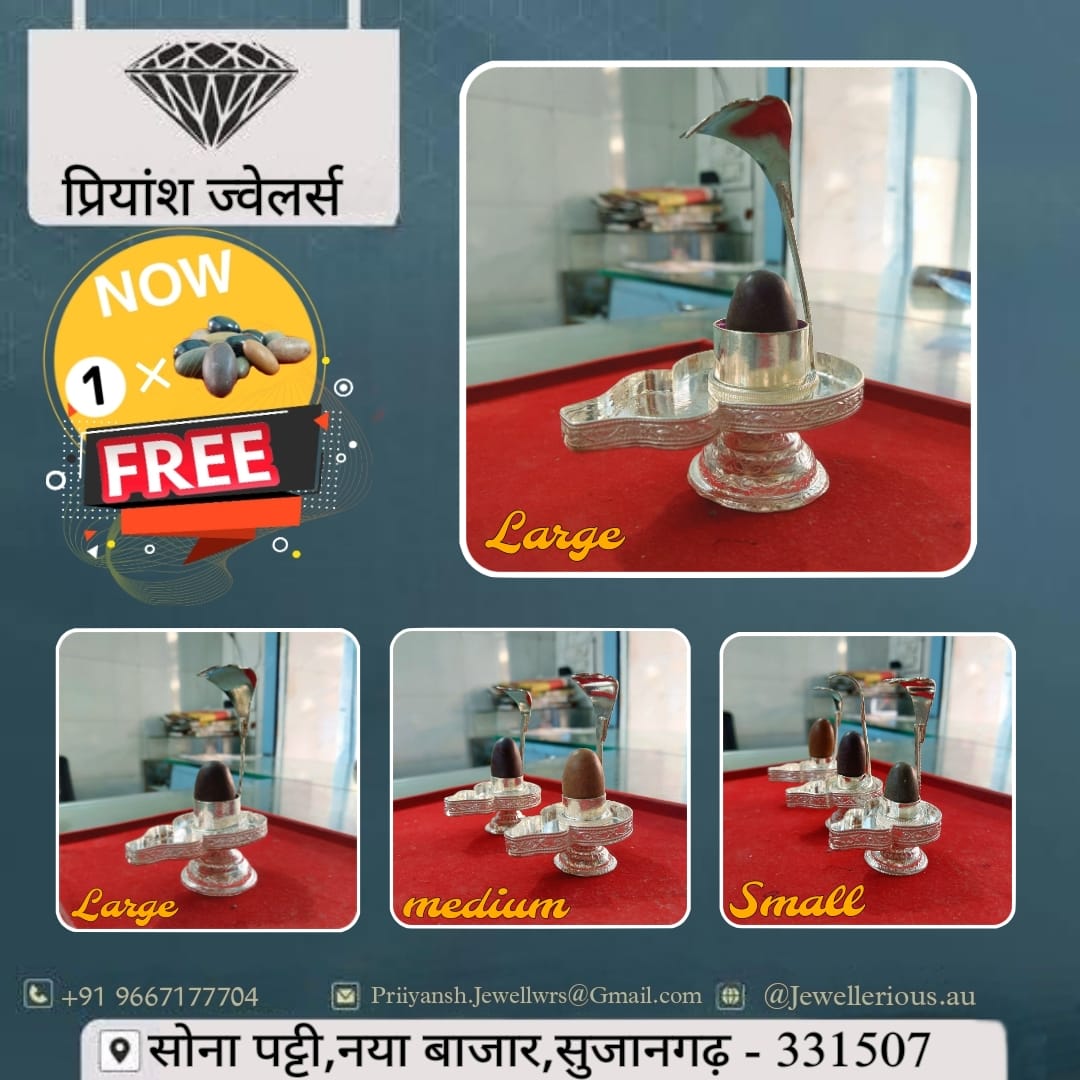 प्रियांश ज्वेलर्स
NOW
1 ×
FREE
Large
Large
medium
Small
+91 9667177704
Priiyansh.Jewellwrs@Gmail.com
@Jewellerious.au
सोना पट्टी,नया बाजार,सुजानगढ़ - 331507